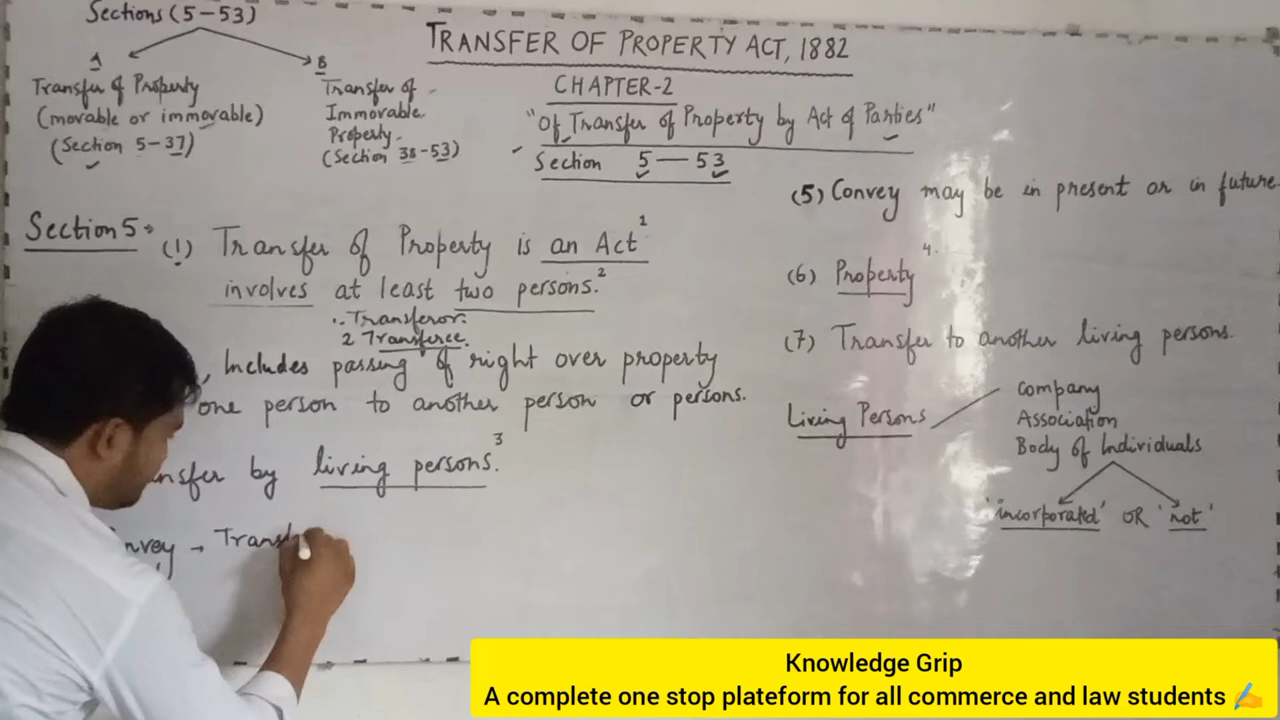 Sections (5-53)
A
Transfer of Property
(movable or immovable)
(Section 5-37)
B
Transfer of
Immovable
Property
(Section 38-53)
TRANSFER OF PROPERTY ACT, 1882
CHAPTER-2
"Of Transfer of Property by Act of Parties"
Section 5 — 53
Section 5
(1) Transfer of Property is an Act 1
involves at least two persons. 2
1. Transferor.
2 Transferee.
Includes passing of right over property
one person to another person or persons.
by living persons. 3
→
(5) Convey may be in present or in future
(6) Property 4.
(7) Transfer to another living persons.
Living Persons
Company
Association
Body of Individuals
'incorporated' OR 'not'
Knowledge Grip
A complete one stop plateform for all commerce and law students ✍️